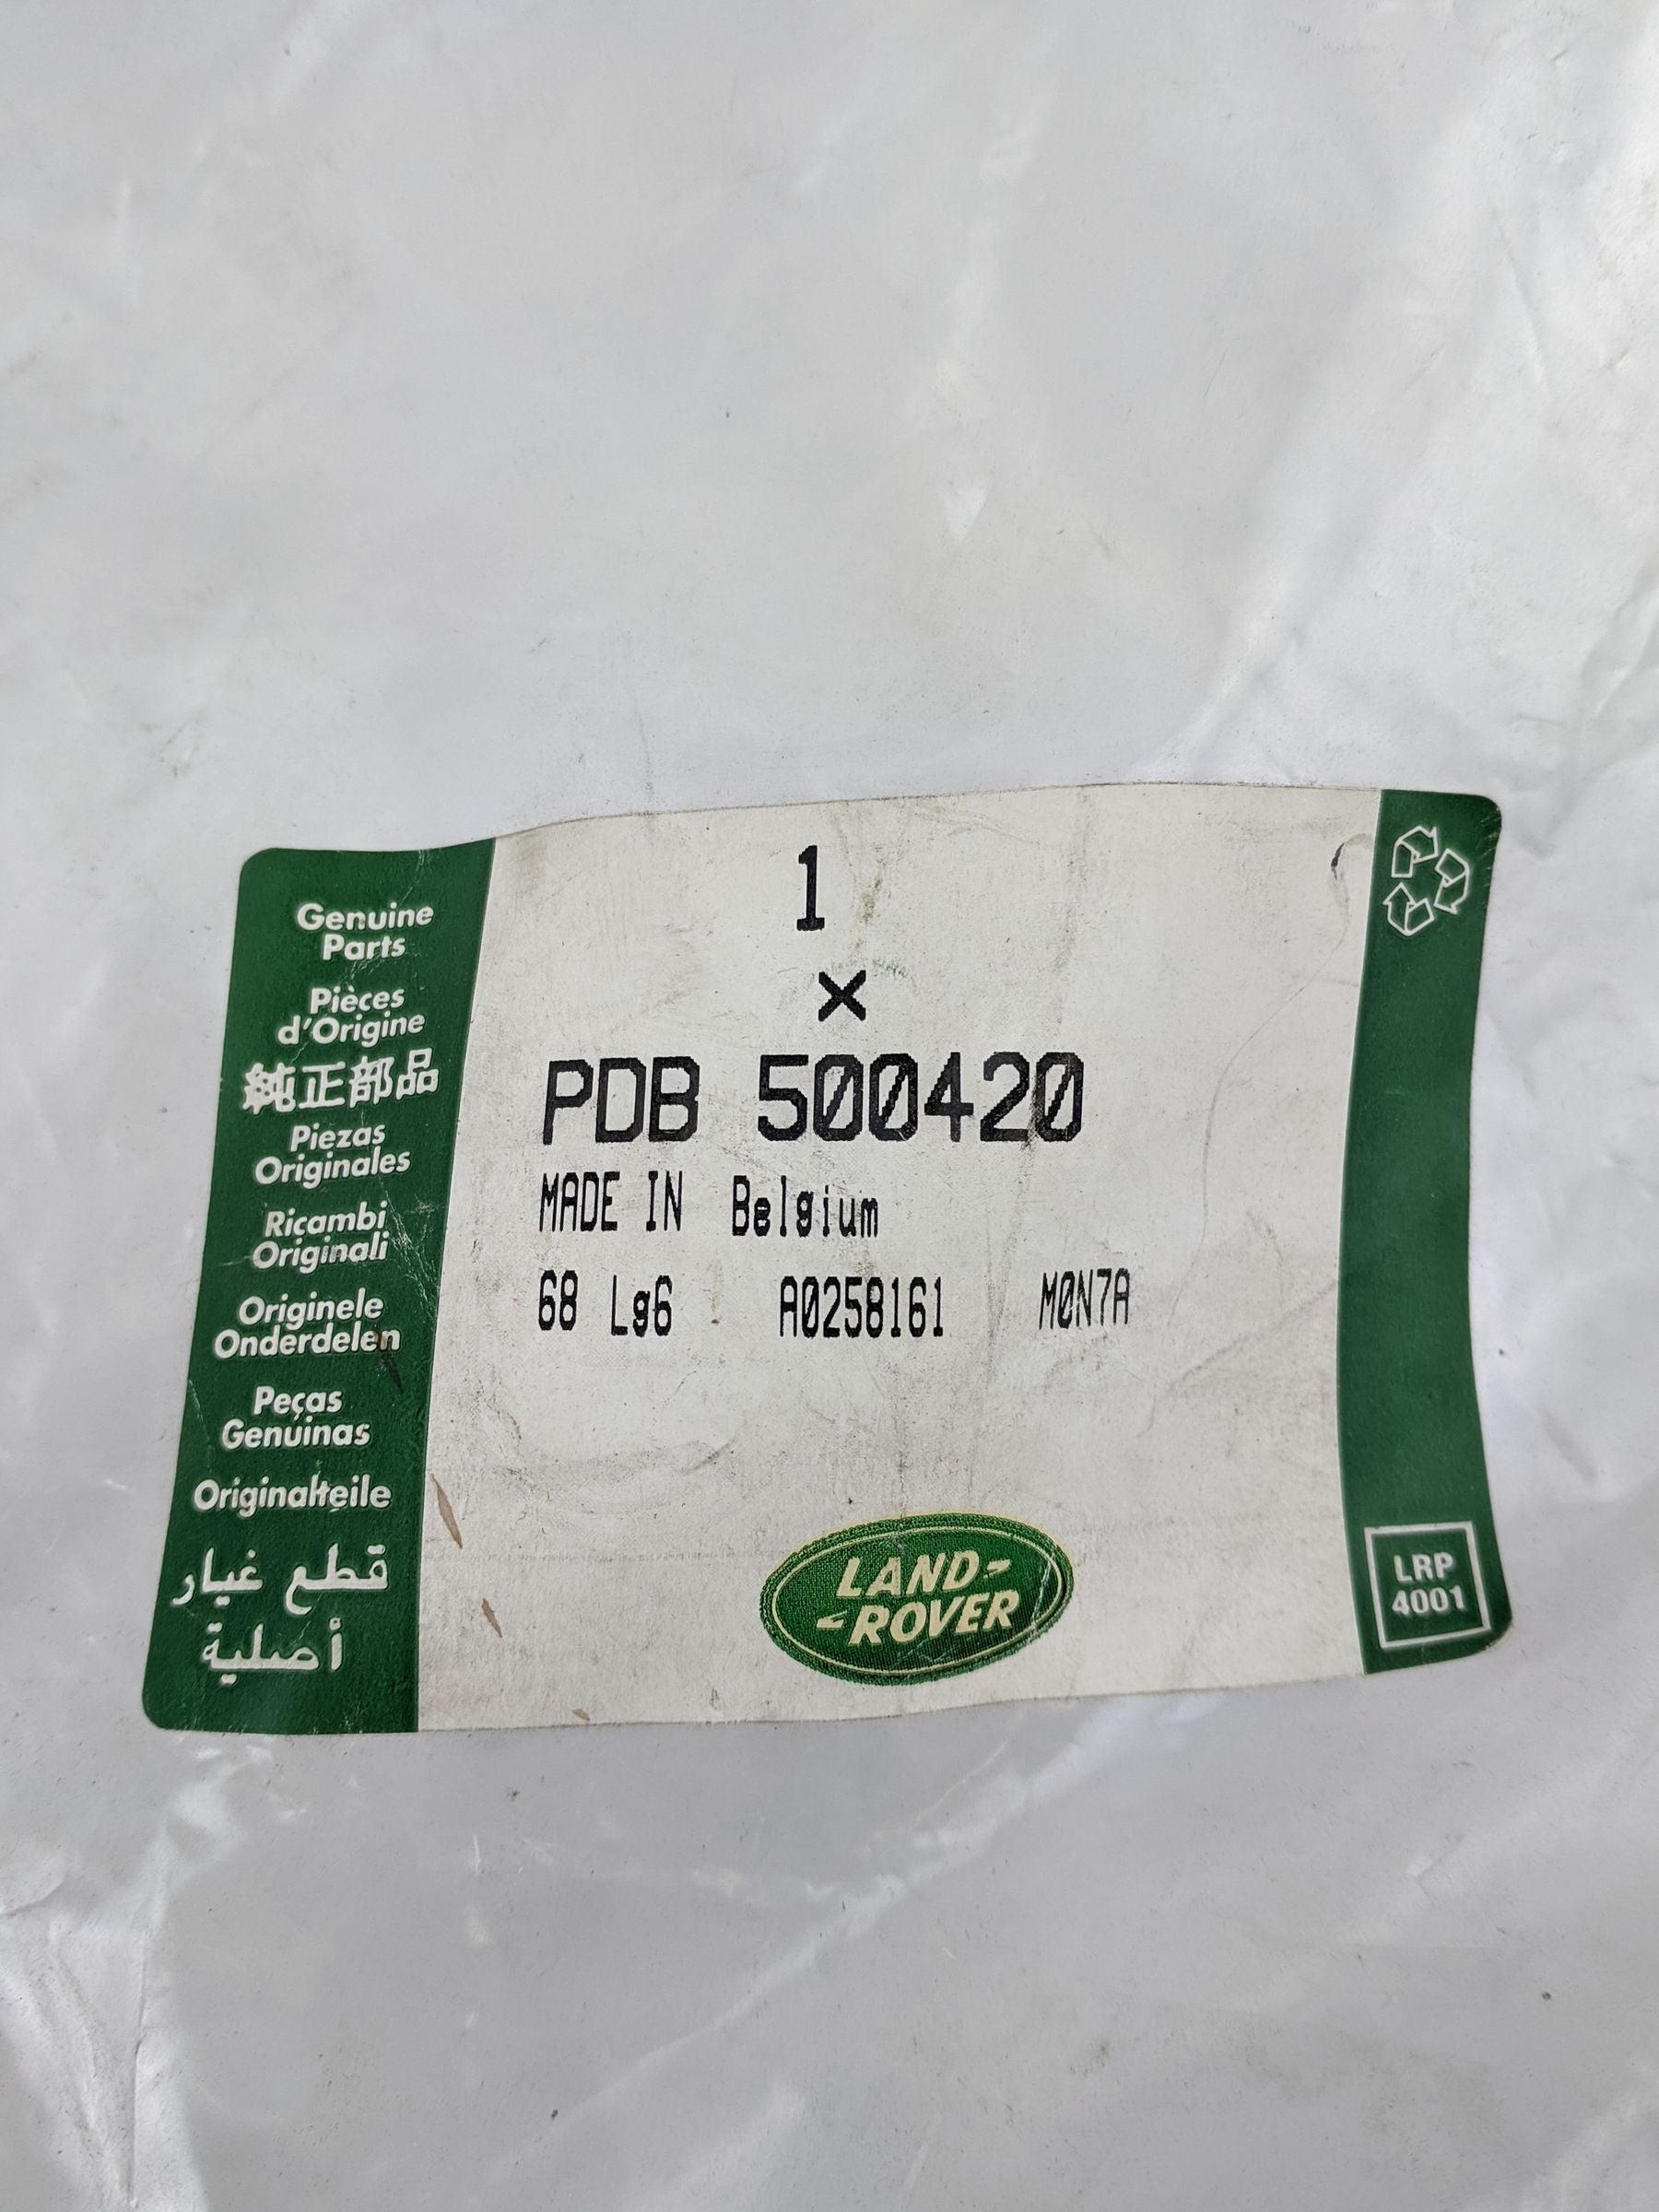 Genuine
Parts
Pièces
d'Origine
純正部品
Piezas
Originales
Ricambi
Originali
Originele
Onderdelen
Peças
Genuinas
Originalteile
قطع غيار
أصلية
1
×
PDB 500420
MADE IN Belgium
68 Lg6 A0258161 M0N7A
LAND-
-ROVER
LRP
4001